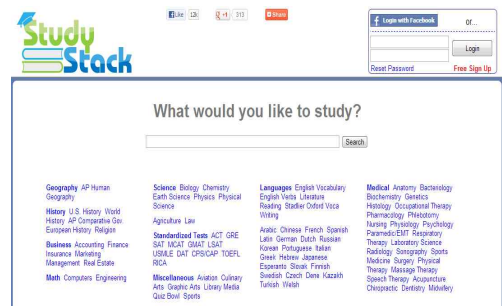 Study
Stack
Like 12k
+1 313
Share
Login with Facebook
or...
Login
Reset Password
Free Sign Up
What would you like to study?
Search
Geography AP Human
Geography
History U.S. History World
History AP Comparative Gov.
European History Religion
Business Accounting Finance
Insurance Marketing
Management Real Estate
Math Computers Engineering
Science Biology Chemistry
Earth Science Physics Physical
Science
Agriculture Law
Standardized Tests ACT GRE
SAT MCAT GMAT LSAT
USMLE DAT CPS/CAP TOEFL
RICA
Miscellaneous Aviation Culinary
Arts Graphic Arts Library Media
Quiz Bowl Sports
Languages English Vocabulary
English Verbs Literature
Reading Stadlier Oxford Voca
Writing
Arabic Chinese French Spanish
Latin German Dutch Russian
Korean Portuguese Italian
Greek Hebrew Japanese
Esperanto Slovak Finnish
Swedish Czech Dene Kazakh
Turkish Welsh
Medical Anatomy Bacteriology
Biochemistry Genetics
Histology Occupational Therapy
Pharmacology Phlebotomy
Nursing Physiology Psychology
Paramedic/EMT Respiratory
Therapy Laboratory Science
Radiology Sonography Sports
Medicine Surgery Physical
Therapy Massage Therapy
Speech Therapy Acupuncture
Chiropractic Dentistry Midwifery